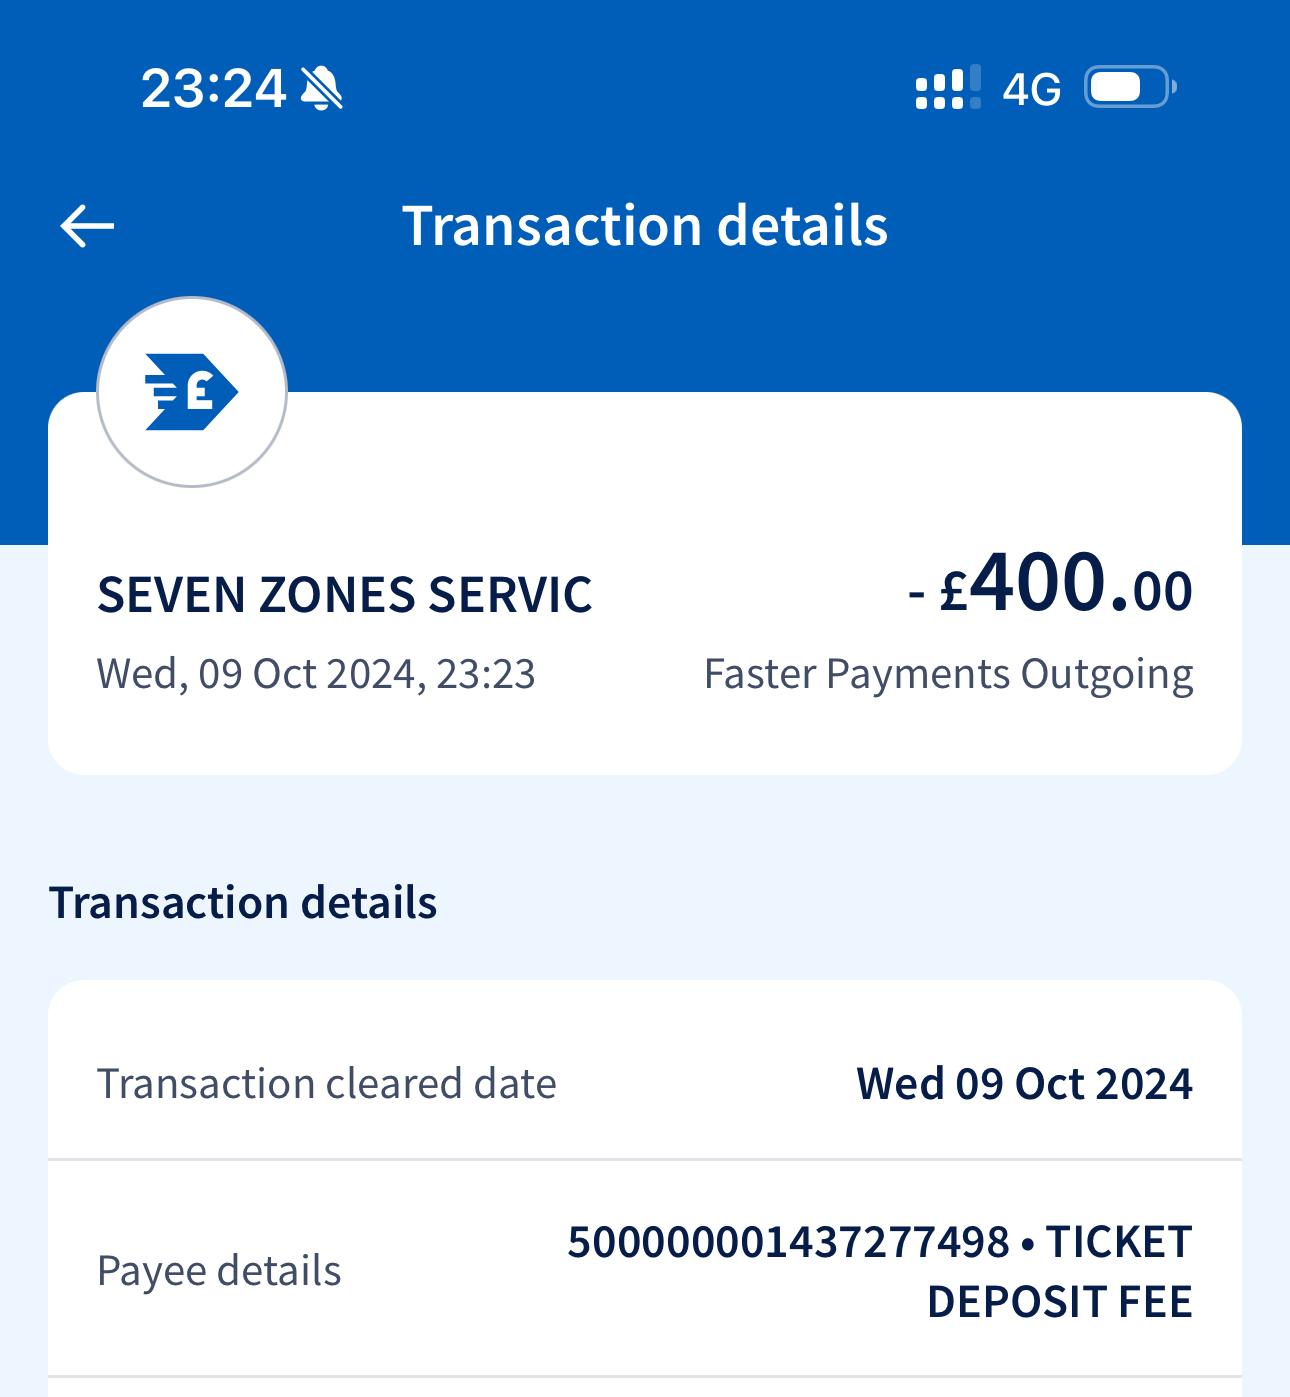 23:24 4G
Transaction details
£
SEVEN ZONES SERVIC - £400.00
Wed, 09 Oct 2024, 23:23 Faster Payments Outgoing
Transaction details
Transaction cleared date Wed 09 Oct 2024
Payee details 500000001437277498 • TICKET
DEPOSIT FEE